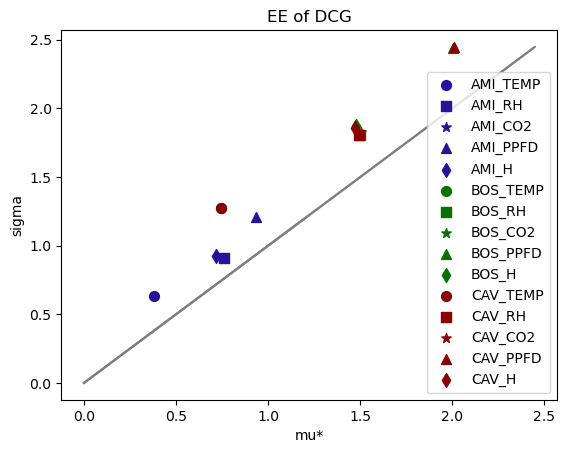 EE of DCG
2.5
2.0
1.5
1.0
0.5
0.0
sigma
AMI_TEMP
AMI_RH
AMI_CO2
AMI_PPFD
AMI_H
BOS_TEMP
BOS_RH
BOS_CO2
BOS_PPFD
BOS_H
CAV_TEMP
CAV_RH
CAV_CO2
CAV_PPFD
CAV_H
0.0 0.5 1.0 1.5 2.0 2.5
mu*